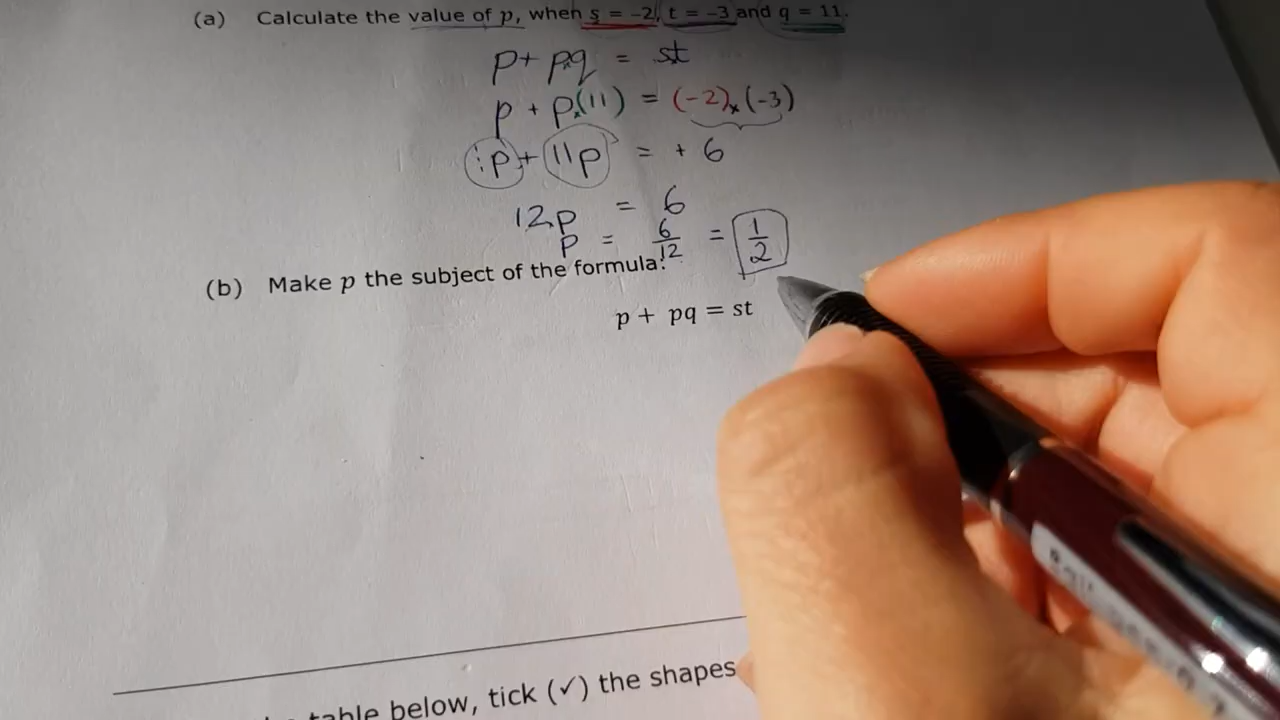 (a) Calculate the value of p, when s = -2, t = -3 and q = 11.
p + pq = st
p + p×(11) = (-2)×(-3)
1p + 11p = + 6
12p = 6
p = 6/12 = 1/2
(b) Make p the subject of the formula:
p + pq = st
table below, tick (✓) the shapes